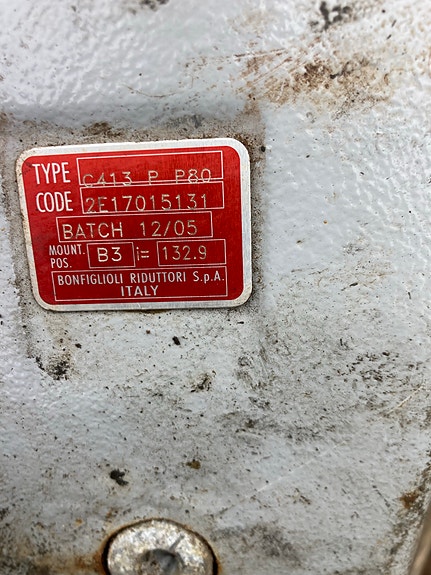 TYPE C413 P P80
CODE 2E17015131
BATCH 12/05
MOUNT. POS. B3 i= 132.9
BONFIGLIOLI RIDUTTORI S.p.A.
ITALY